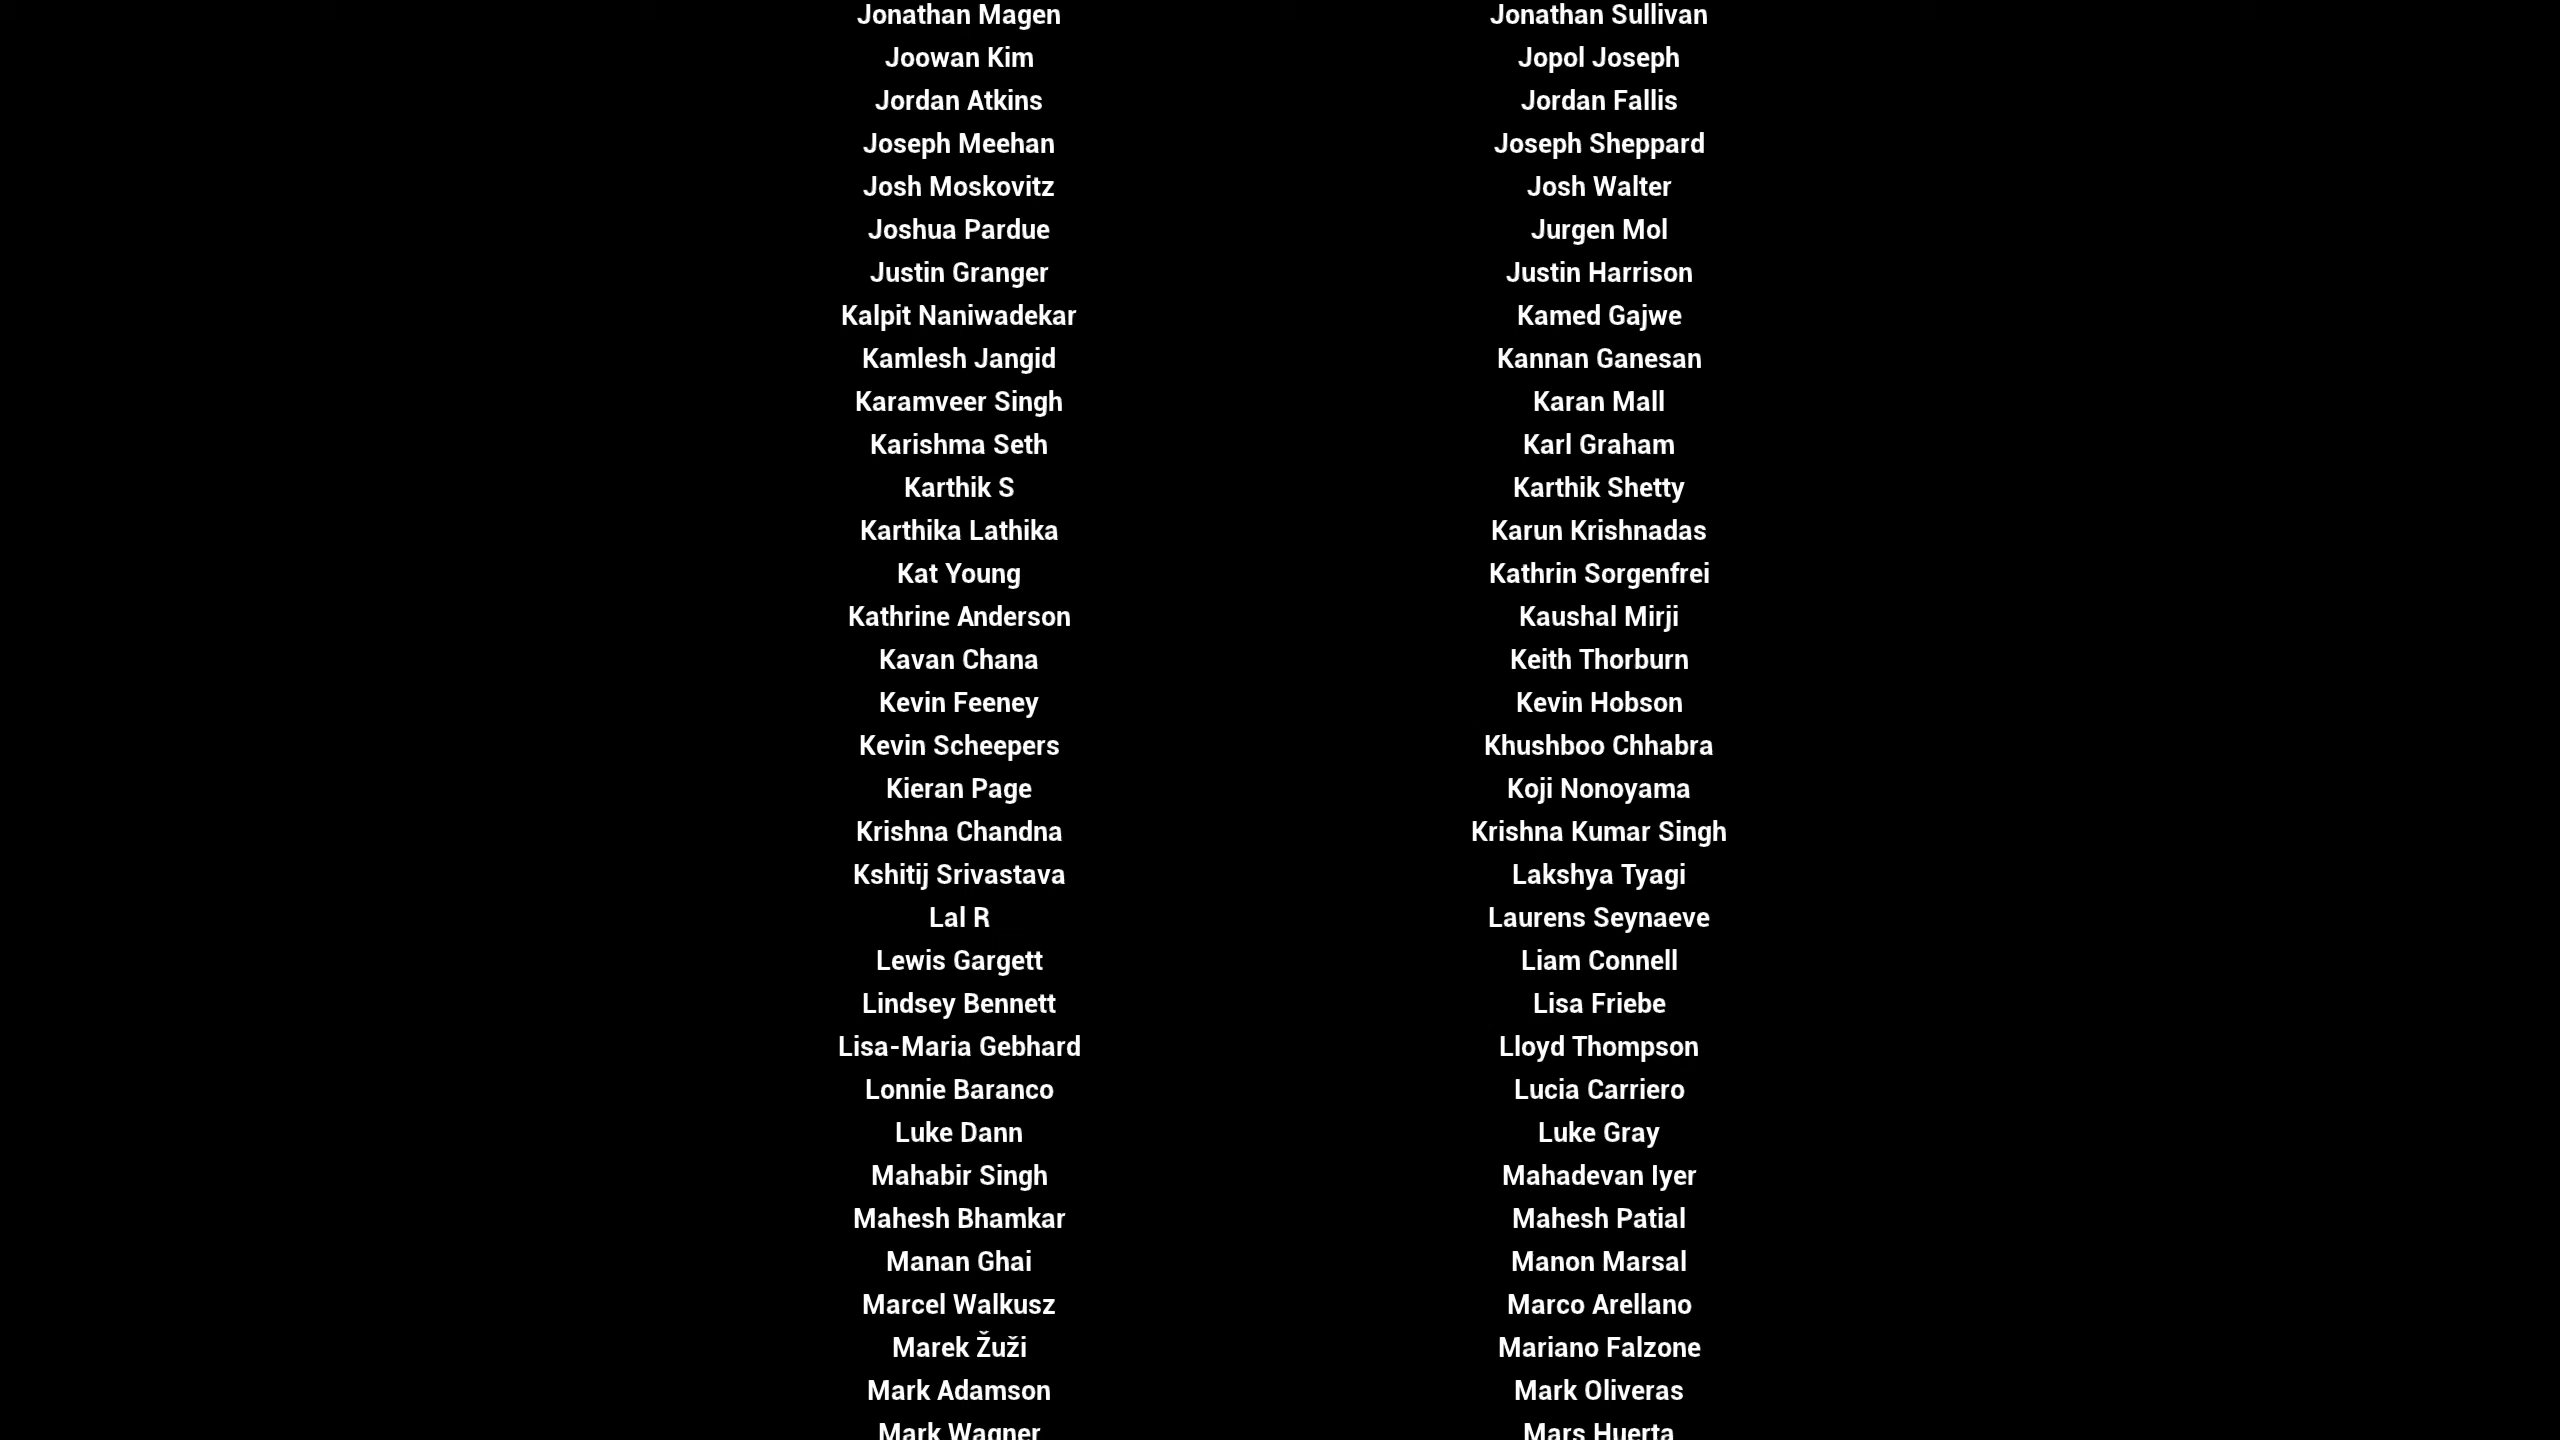 Jonathan Magen Jonathan Sullivan
Joowan Kim Jopol Joseph
Jordan Atkins Jordan Fallis
Joseph Meehan Joseph Sheppard
Josh Moskovitz Josh Walter
Joshua Pardue Jurgen Mol
Justin Granger Justin Harrison
Kalpit Naniwadekar Kamed Gajwe
Kamlesh Jangid Kannan Ganesan
Karamveer Singh Karan Mall
Karishma Seth Karl Graham
Karthik S Karthik Shetty
Karthika Lathika Karun Krishnadas
Kat Young Kathrin Sorgenfrei
Kathrine Anderson Kaushal Mirji
Kavan Chana Keith Thorburn
Kevin Feeney Kevin Hobson
Kevin Scheepers Khushboo Chhabra
Kieran Page Koji Nonoyama
Krishna Chandna Krishna Kumar Singh
Kshitij Srivastava Lakshya Tyagi
Lal R Laurens Seynaeve
Lewis Gargett Liam Connell
Lindsey Bennett Lisa Friebe
Lisa-Maria Gebhard Lloyd Thompson
Lonnie Baranco Lucia Carriero
Luke Dann Luke Gray
Mahabir Singh Mahadevan Iyer
Mahesh Bhamkar Mahesh Patial
Manan Ghai Manon Marsal
Marcel Walkusz Marco Arellano
Marek Žuži Mariano Falzone
Mark Adamson Mark Oliveras
Mark Wagner Mars Huerta